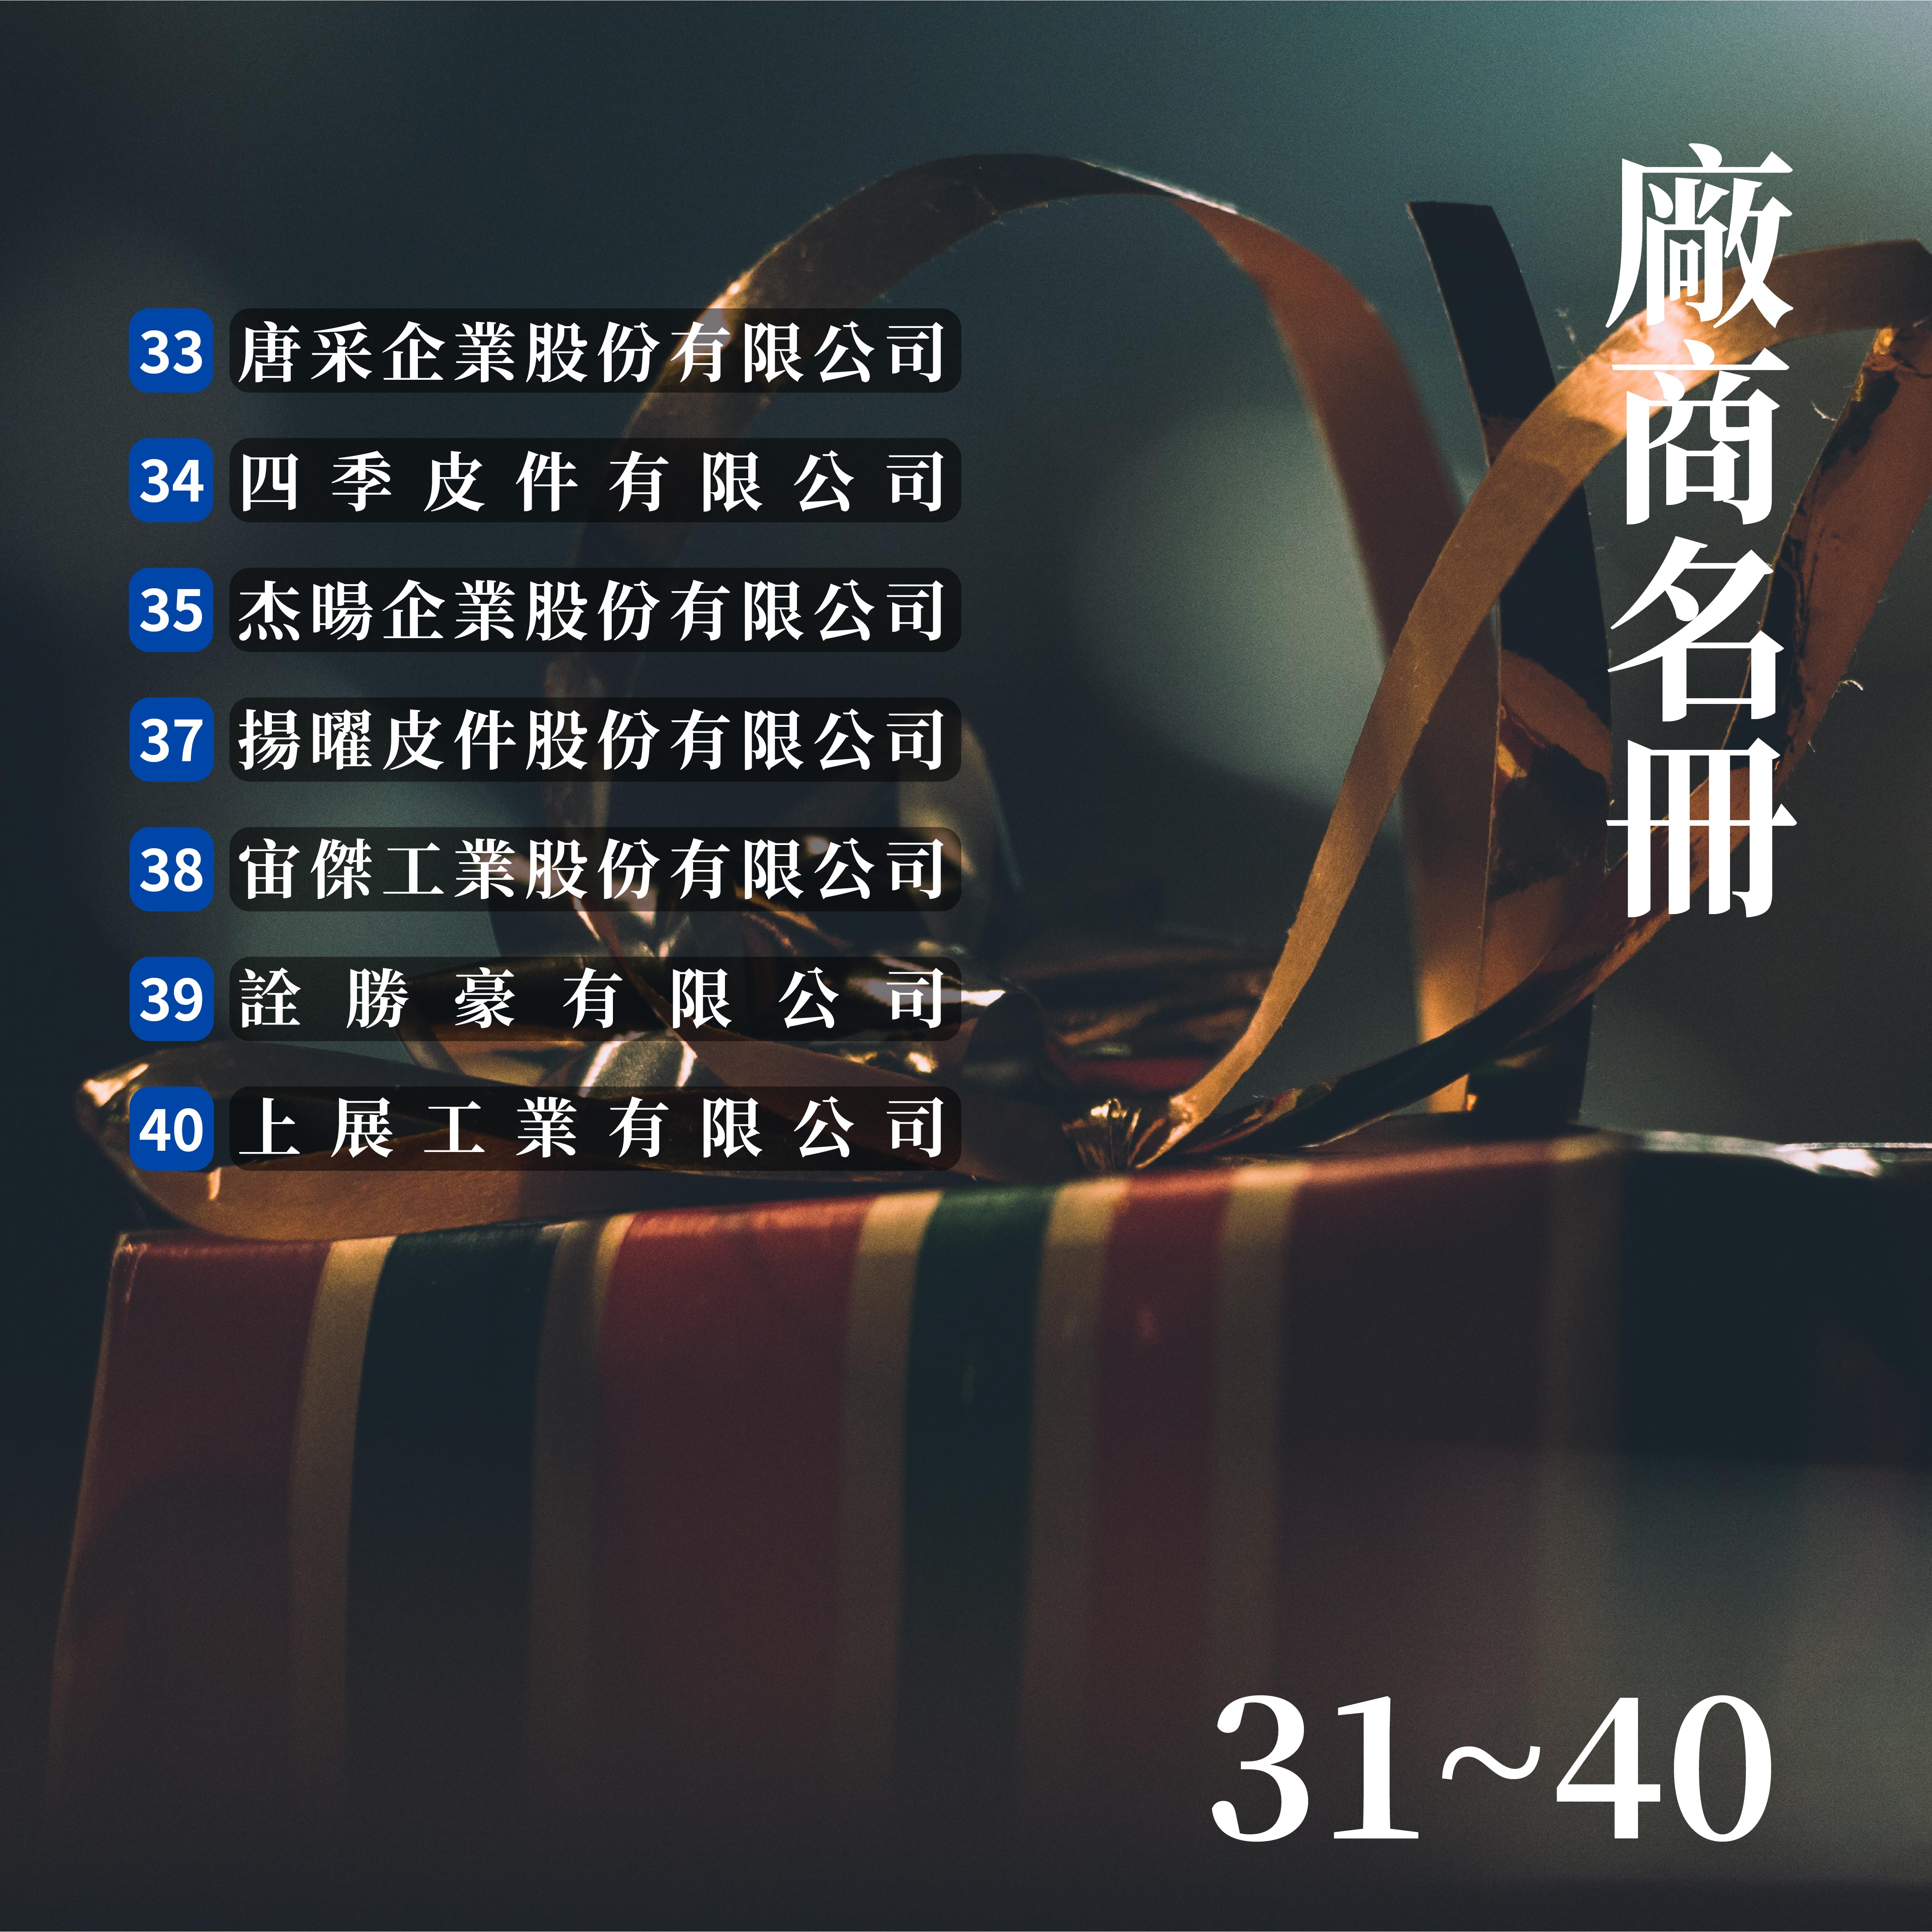 廠商名冊
33 唐采企業股份有限公司
34 四季皮件有限公司
35 杰暘企業股份有限公司
37 揚曜皮件股份有限公司
38 宙傑工業股份有限公司
39 詮勝豪有限公司
40 上展工業有限公司
31~40